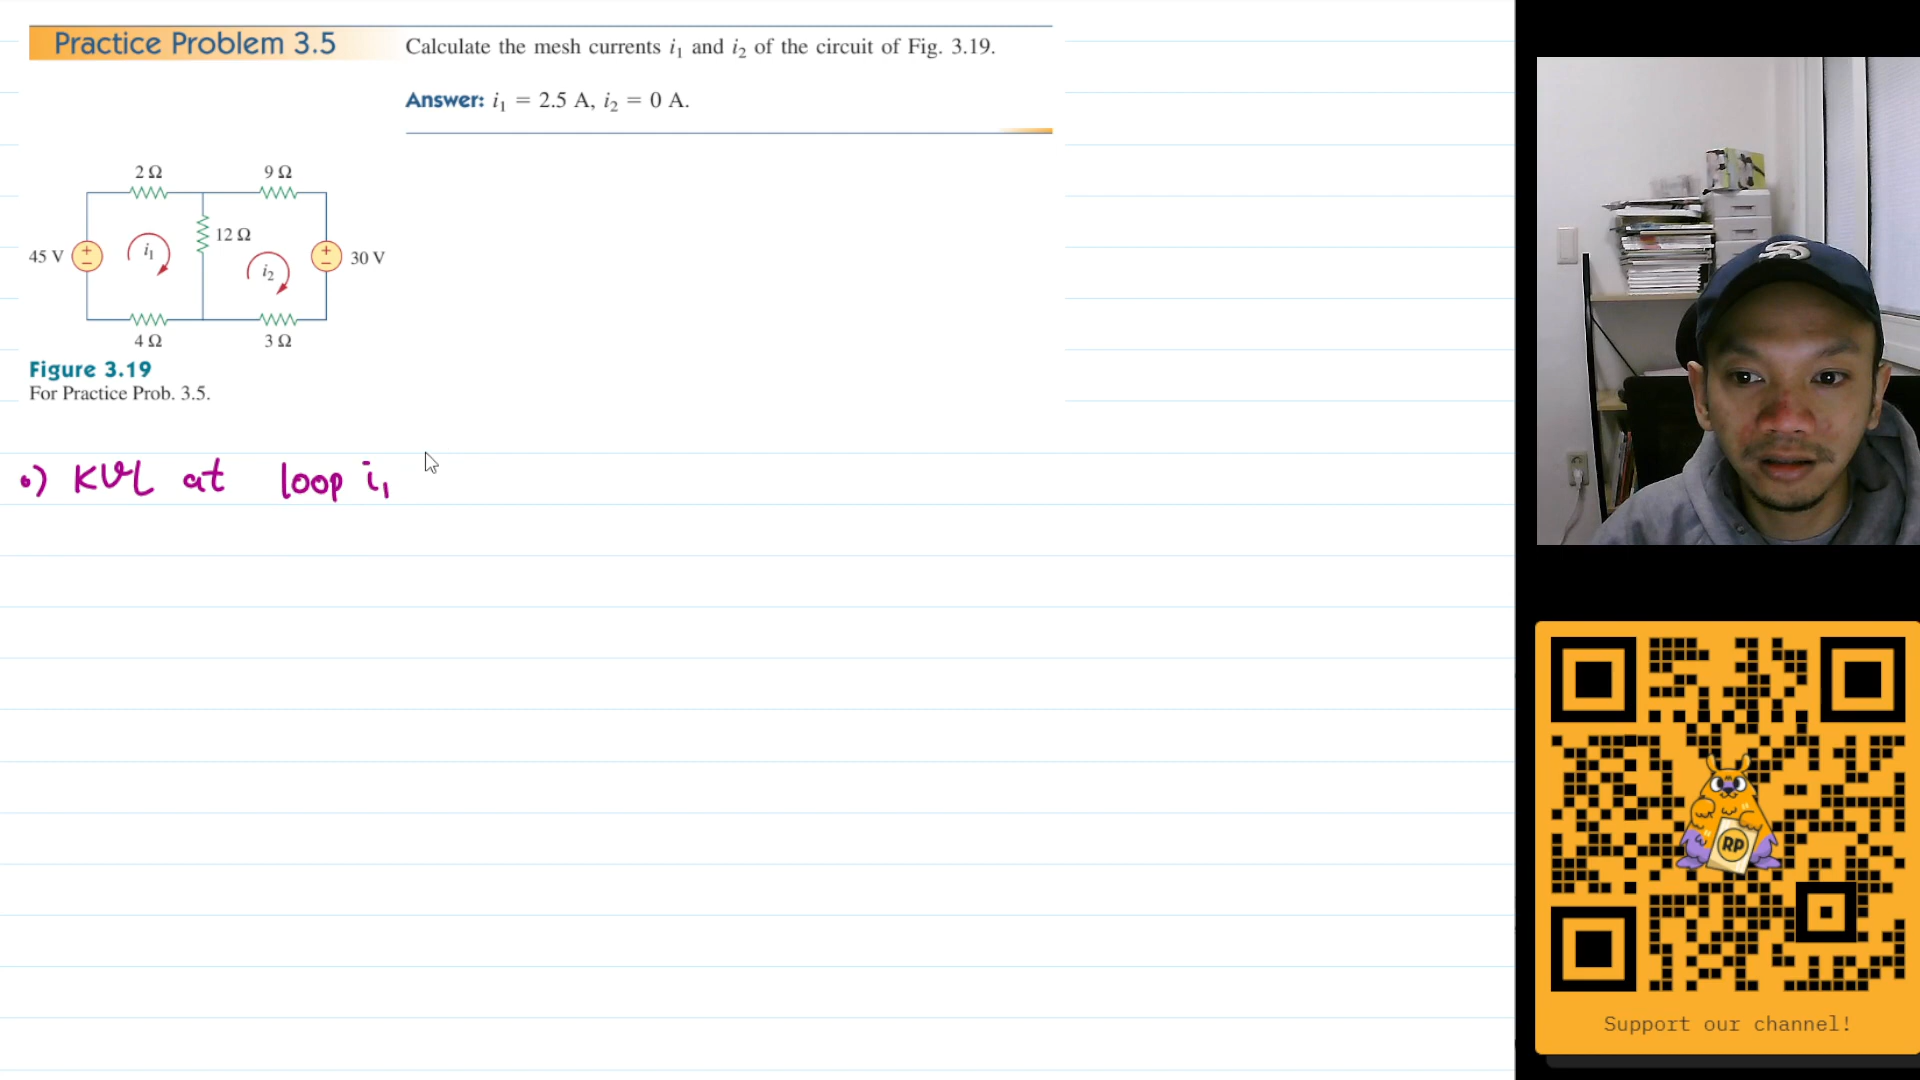 Practice Problem 3.5
Calculate the mesh currents i₁ and i₂ of the circuit of Fig. 3.19.
Answer: i₁ = 2.5 A, i₂ = 0 A.
2 Ω
9 Ω
12 Ω
45 V
+
−
i₁
i₂
+
−
30 V
4 Ω
3 Ω
Figure 3.19
For Practice Prob. 3.5.
•) KVL at loop i₁
RP
Support our channel!